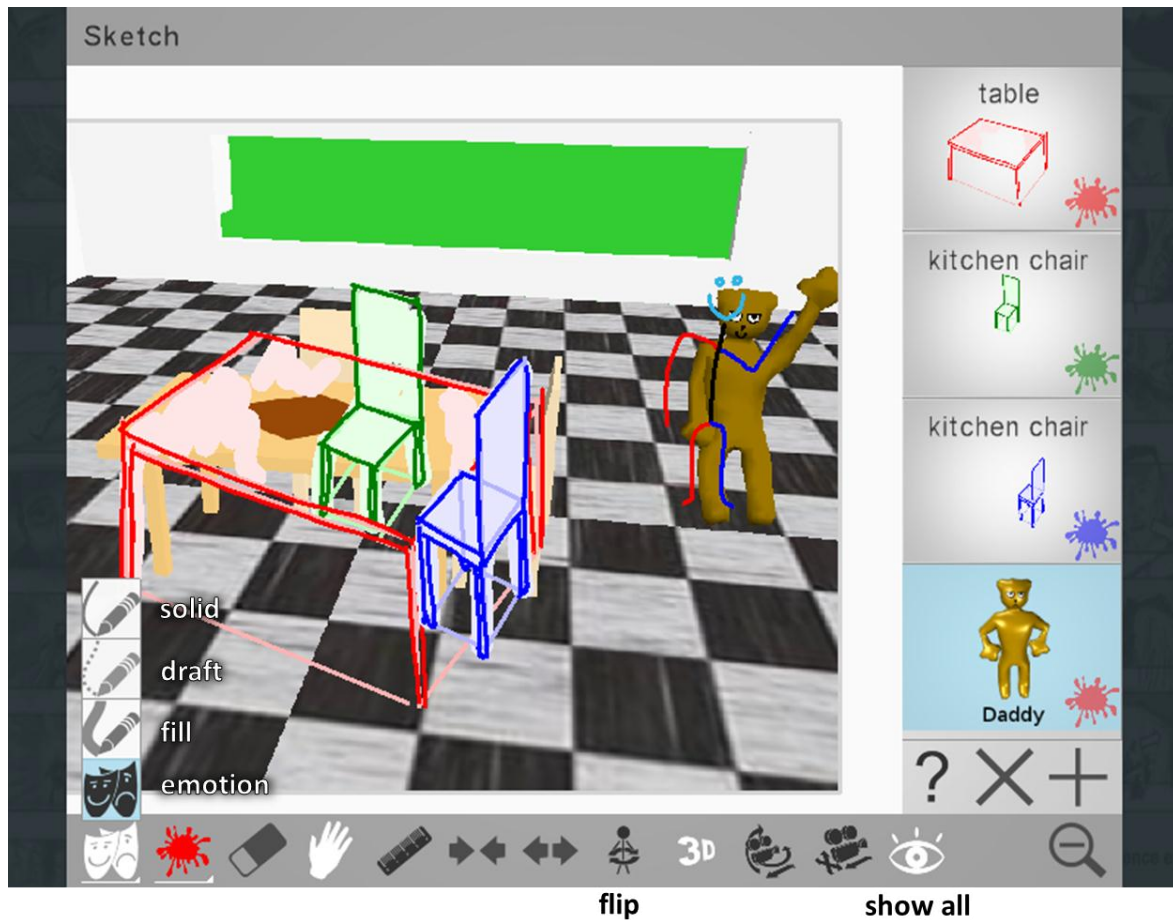 Sketch
table
kitchen chair
kitchen chair
Daddy
solid
draft
fill
emotion
?
3D
flip
show all